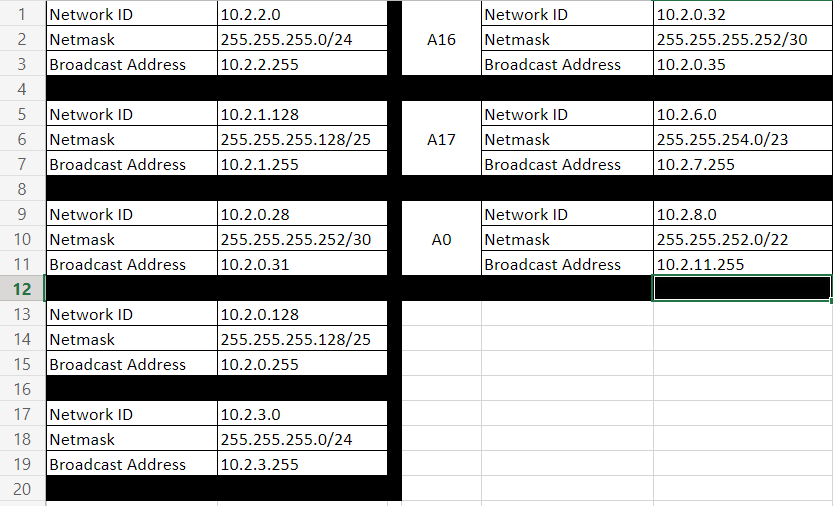 1 Network ID 10.2.2.0 Network ID 10.2.0.32
2 Netmask 255.255.255.0/24 A16 Netmask 255.255.255.252/30
3 Broadcast Address 10.2.2.255 Broadcast Address 10.2.0.35
4
5 Network ID 10.2.1.128 Network ID 10.2.6.0
6 Netmask 255.255.255.128/25 A17 Netmask 255.255.254.0/23
7 Broadcast Address 10.2.1.255 Broadcast Address 10.2.7.255
8
9 Network ID 10.2.0.28 Network ID 10.2.8.0
10 Netmask 255.255.255.252/30 A0 Netmask 255.255.252.0/22
11 Broadcast Address 10.2.0.31 Broadcast Address 10.2.11.255
12
13 Network ID 10.2.0.128
14 Netmask 255.255.255.128/25
15 Broadcast Address 10.2.0.255
16
17 Network ID 10.2.3.0
18 Netmask 255.255.255.0/24
19 Broadcast Address 10.2.3.255
20